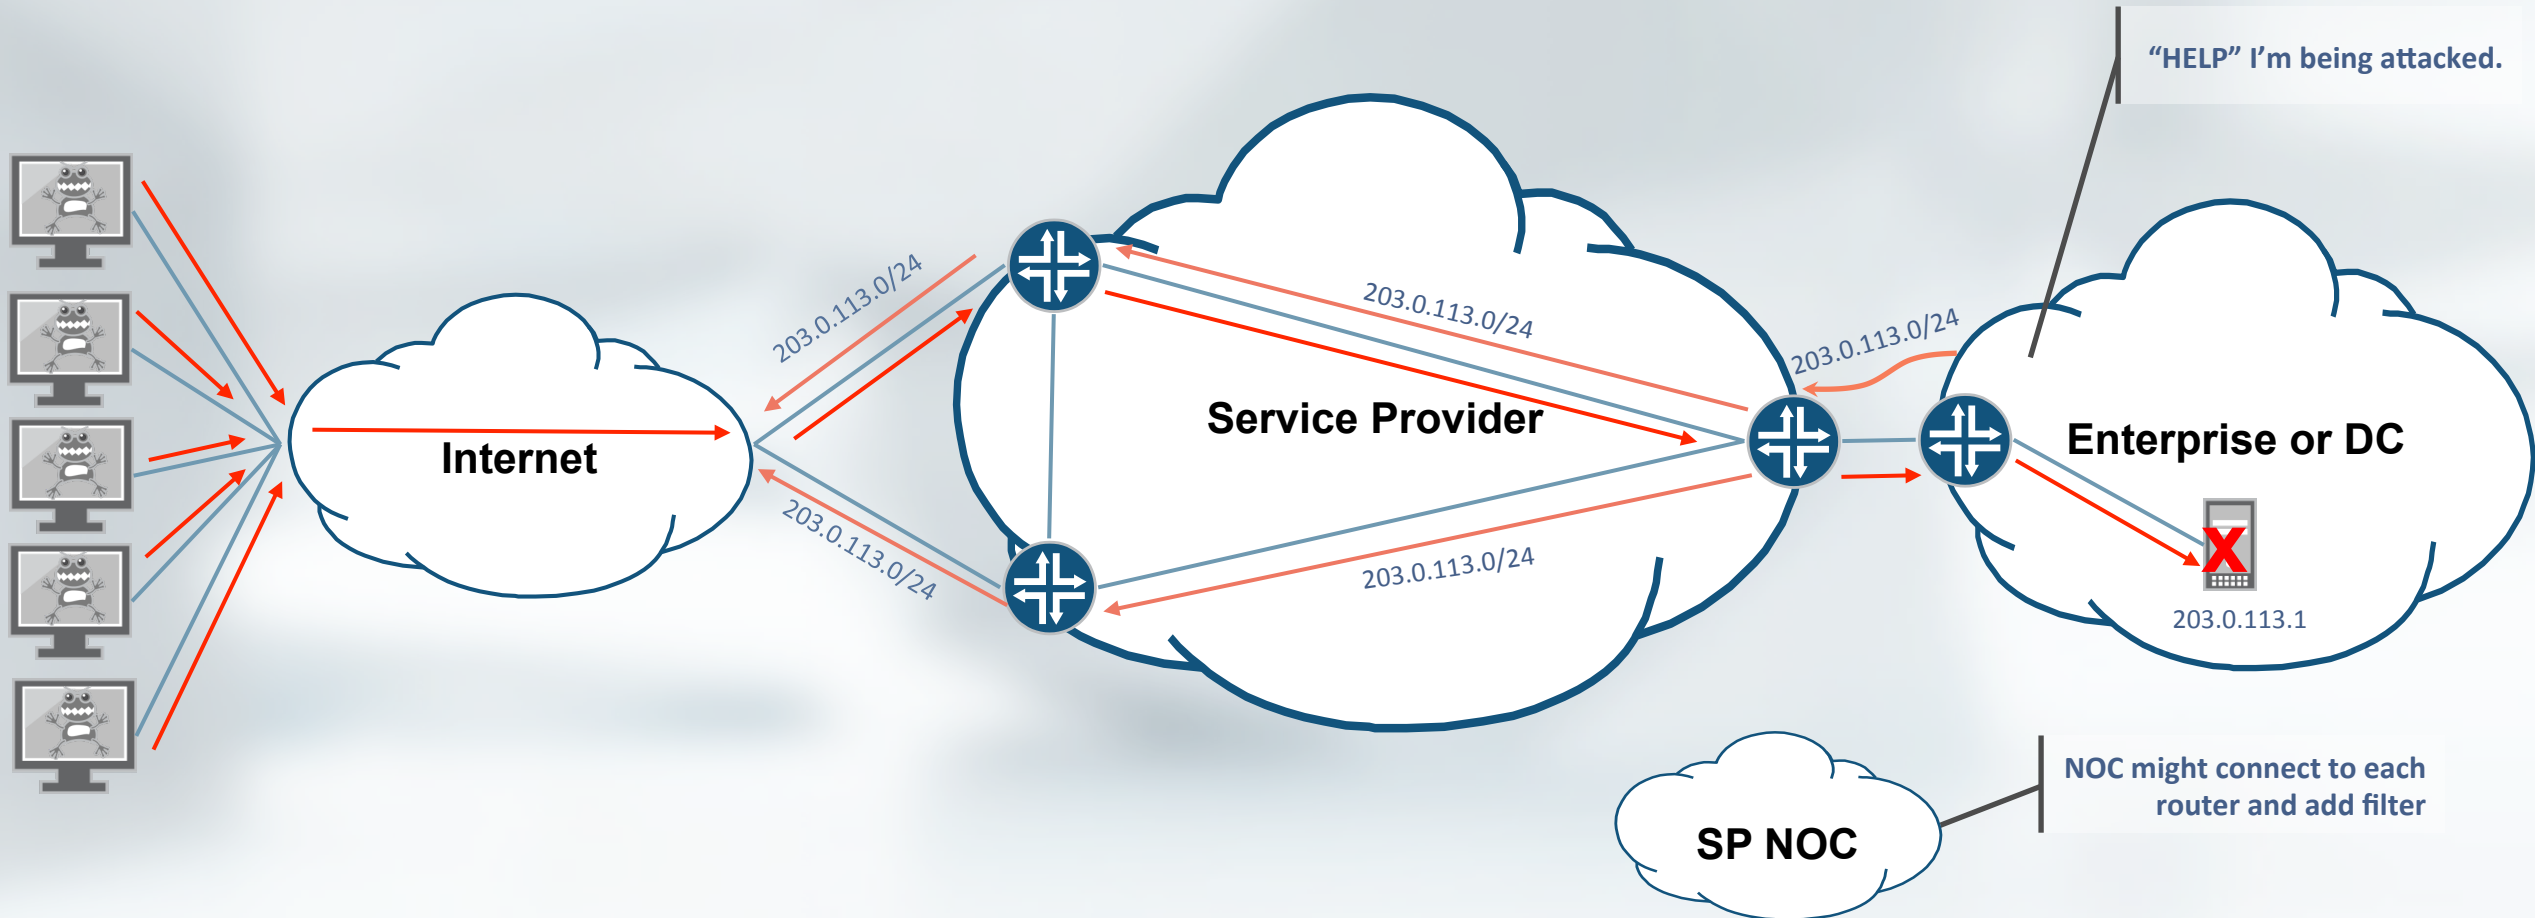 “HELP” I’m being attacked.
203.0.113.0/24
203.0.113.0/24
203.0.113.0/24
Service Provider
Internet
Enterprise or DC
203.0.113.0/24
203.0.113.0/24
X
203.0.113.1
NOC might connect to each
router and add filter
SP NOC